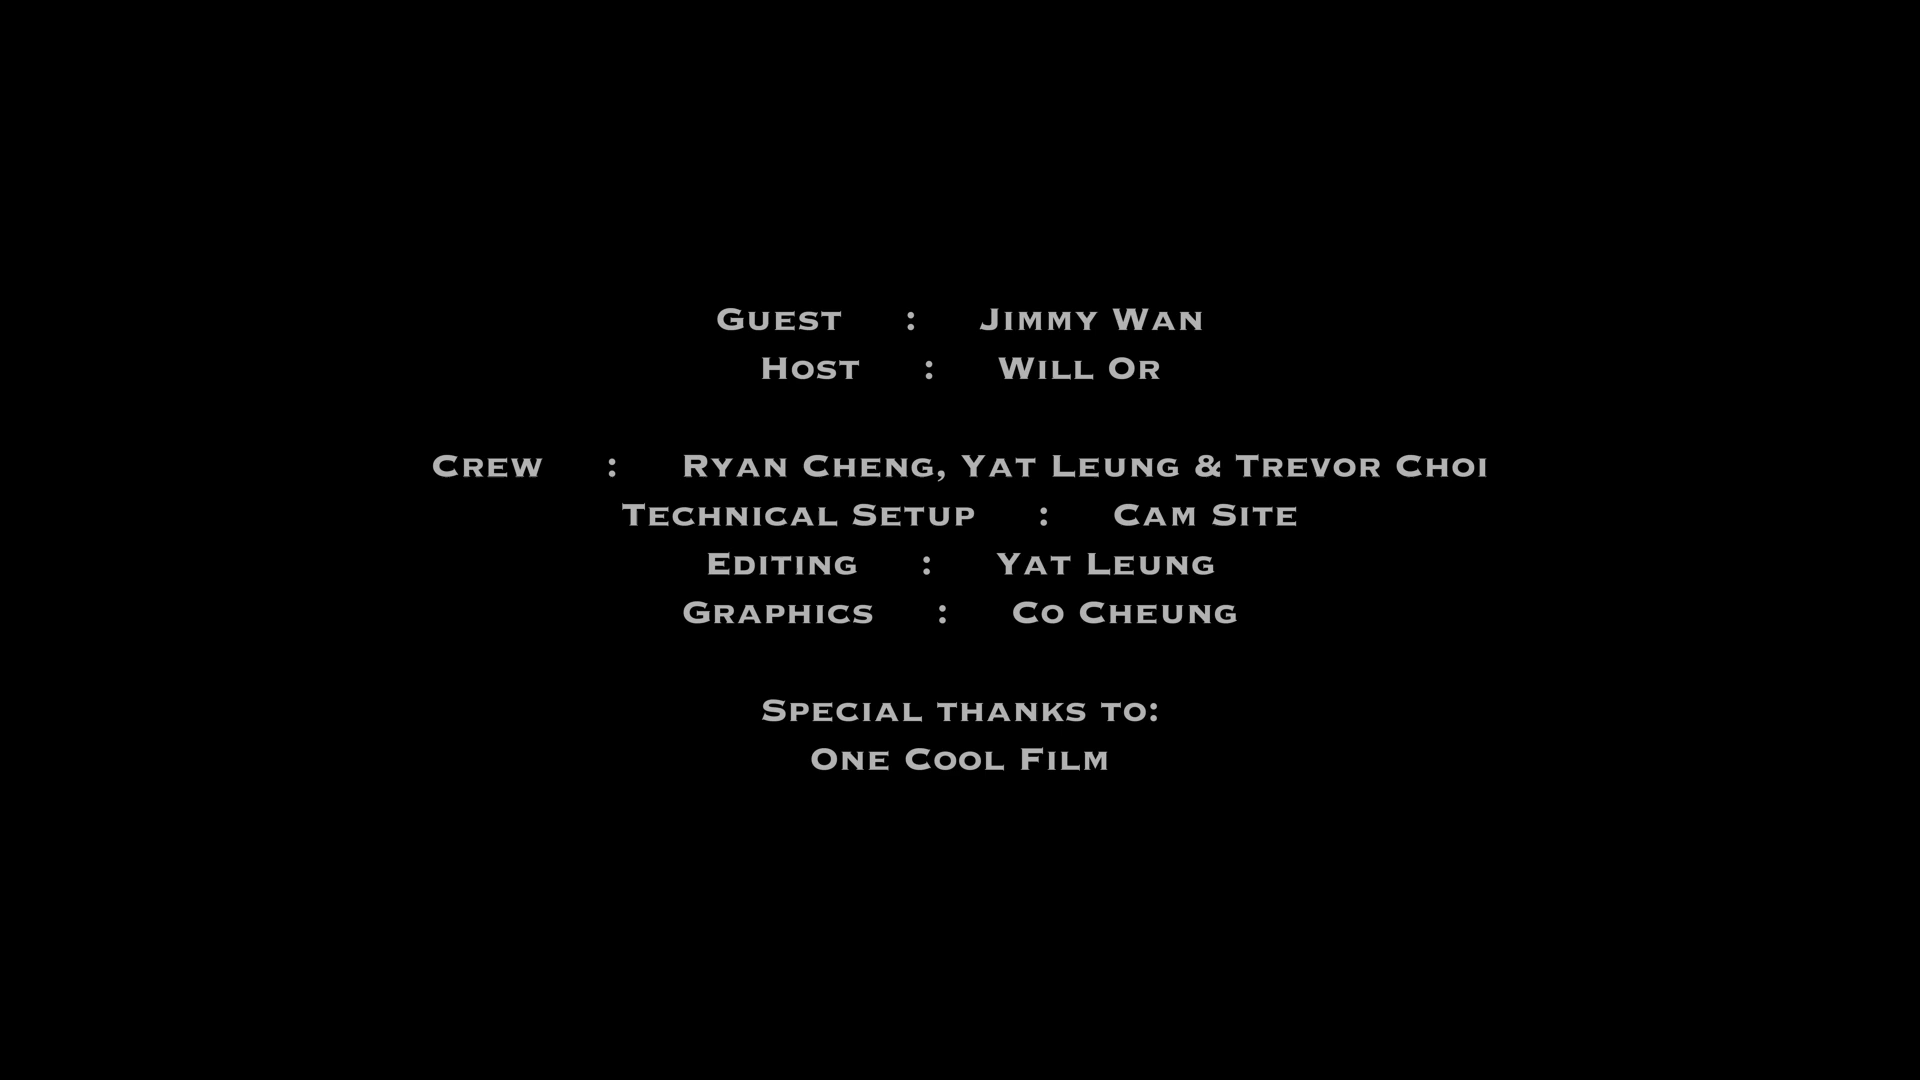 Guest : Jimmy Wan
Host : Will Or
Crew : Ryan Cheng, Yat Leung & Trevor Choi
Technical Setup : Cam Site
Editing : Yat Leung
Graphics : Co Cheung
Special thanks to:
One Cool Film